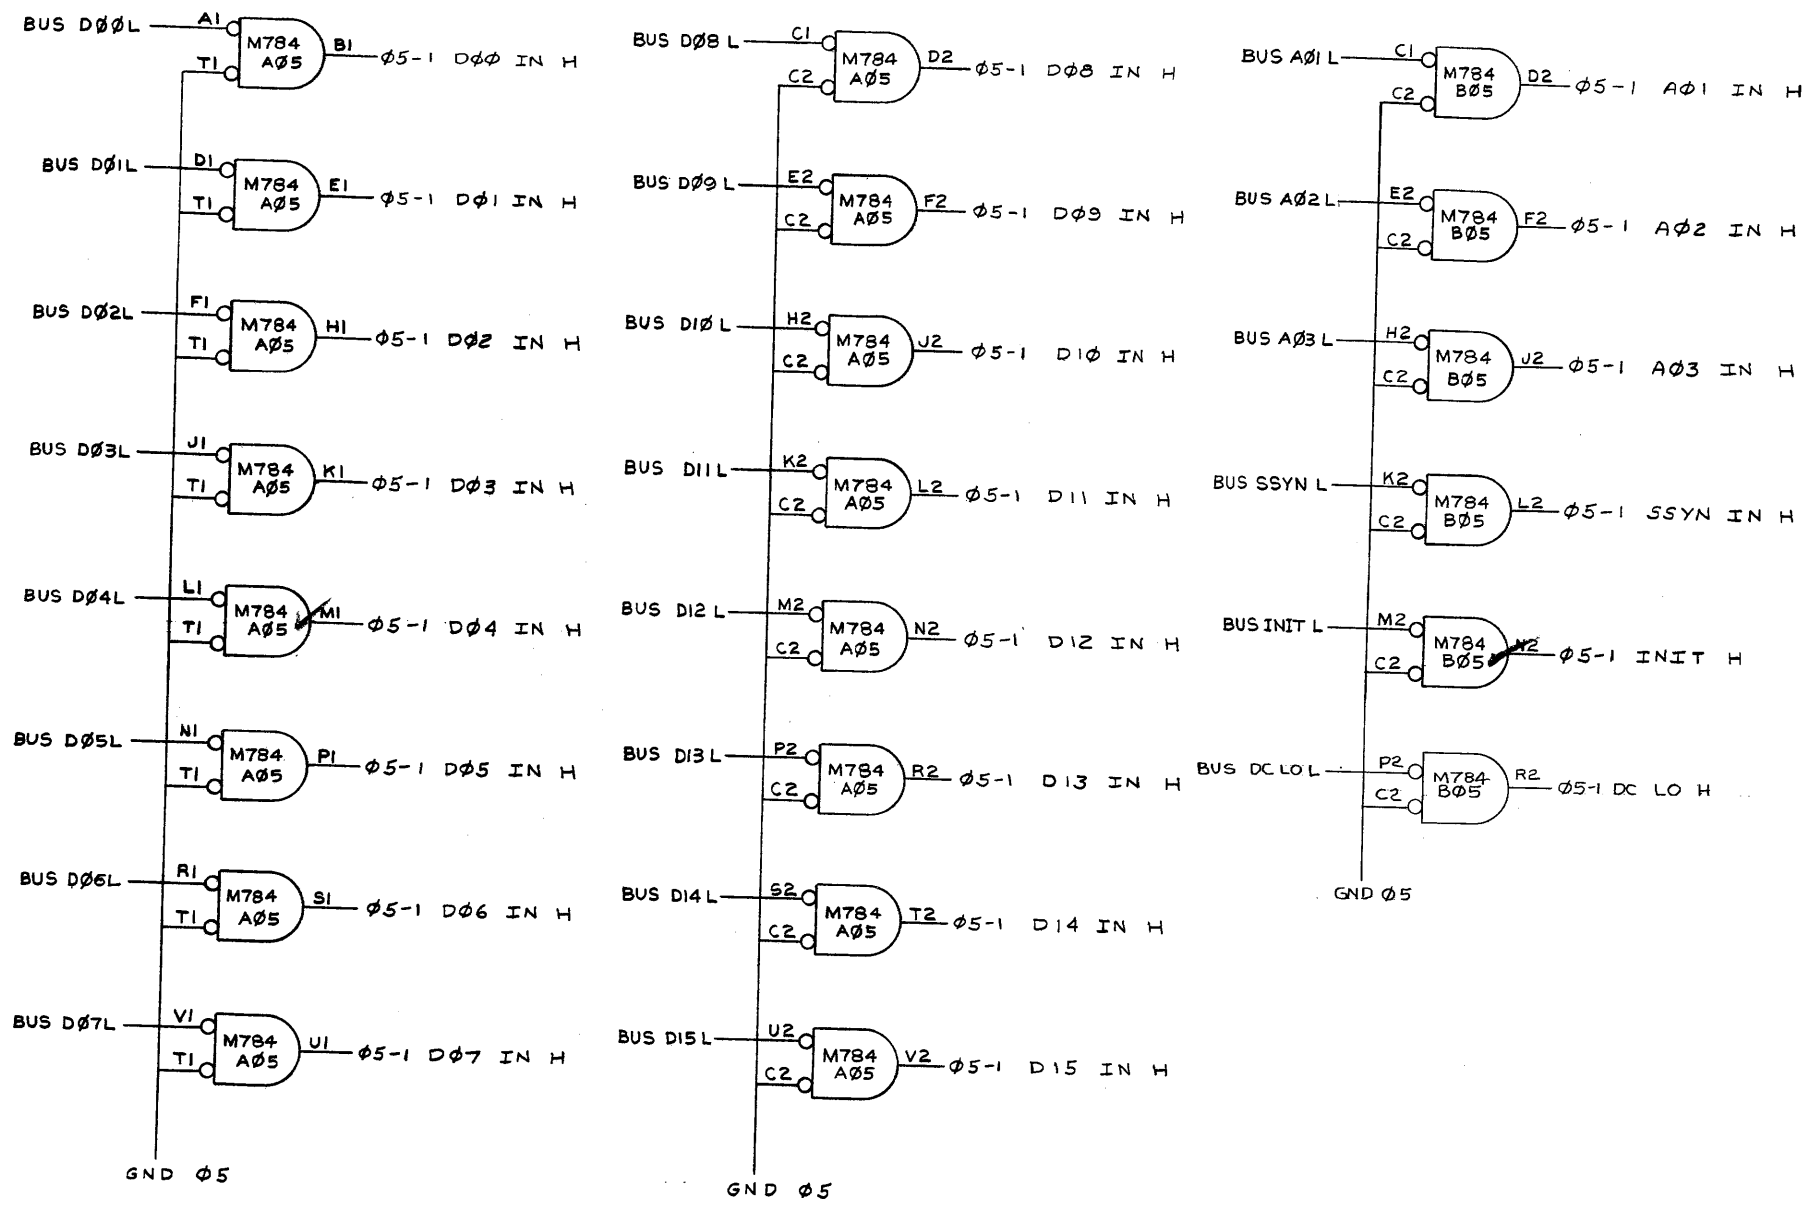 BUS DØØL A1 M784 AØ5 B1 Ø5-1 DØØ IN H
T1
BUS DØ1L D1 M784 AØ5 E1 Ø5-1 DØ1 IN H
T1
BUS DØ2L F1 M784 AØ5 H1 Ø5-1 DØ2 IN H
T1
BUS DØ3L J1 M784 AØ5 K1 Ø5-1 DØ3 IN H
T1
BUS DØ4L L1 M784 AØ5 M1 Ø5-1 DØ4 IN H
T1
BUS DØ5L N1 M784 AØ5 P1 Ø5-1 DØ5 IN H
T1
BUS DØ6L R1 M784 AØ5 S1 Ø5-1 DØ6 IN H
T1
BUS DØ7L V1 M784 AØ5 U1 Ø5-1 DØ7 IN H
T1
GND Ø5
BUS DØ8 L C1 M784 AØ5 D2 Ø5-1 DØ8 IN H
C2
BUS DØ9 L E2 M784 AØ5 F2 Ø5-1 DØ9 IN H
C2
BUS D1Ø L H2 M784 AØ5 J2 Ø5-1 D1Ø IN H
C2
BUS D11 L K2 M784 AØ5 L2 Ø5-1 D11 IN H
C2
BUS D12 L M2 M784 AØ5 N2 Ø5-1 D12 IN H
C2
BUS D13 L P2 M784 AØ5 R2 Ø5-1 D13 IN H
C2
BUS D14 L S2 M784 AØ5 T2 Ø5-1 D14 IN H
C2
BUS D15 L U2 M784 AØ5 V2 Ø5-1 D15 IN H
C2
GND Ø5
BUS AØ1 L C1 M784 BØ5 D2 Ø5-1 AØ1 IN H
C2
BUS AØ2 L E2 M784 BØ5 F2 Ø5-1 AØ2 IN H
C2
BUS AØ3 L H2 M784 BØ5 J2 Ø5-1 AØ3 IN H
C2
BUS SSYN L K2 M784 BØ5 L2 Ø5-1 SSYN IN H
C2
BUS INIT L M2 M784 BØ5 N2 Ø5-1 INIT H
C2
BUS DC LO L P2 M784 BØ5 R2 Ø5-1 DC LO H
C2
GND Ø5